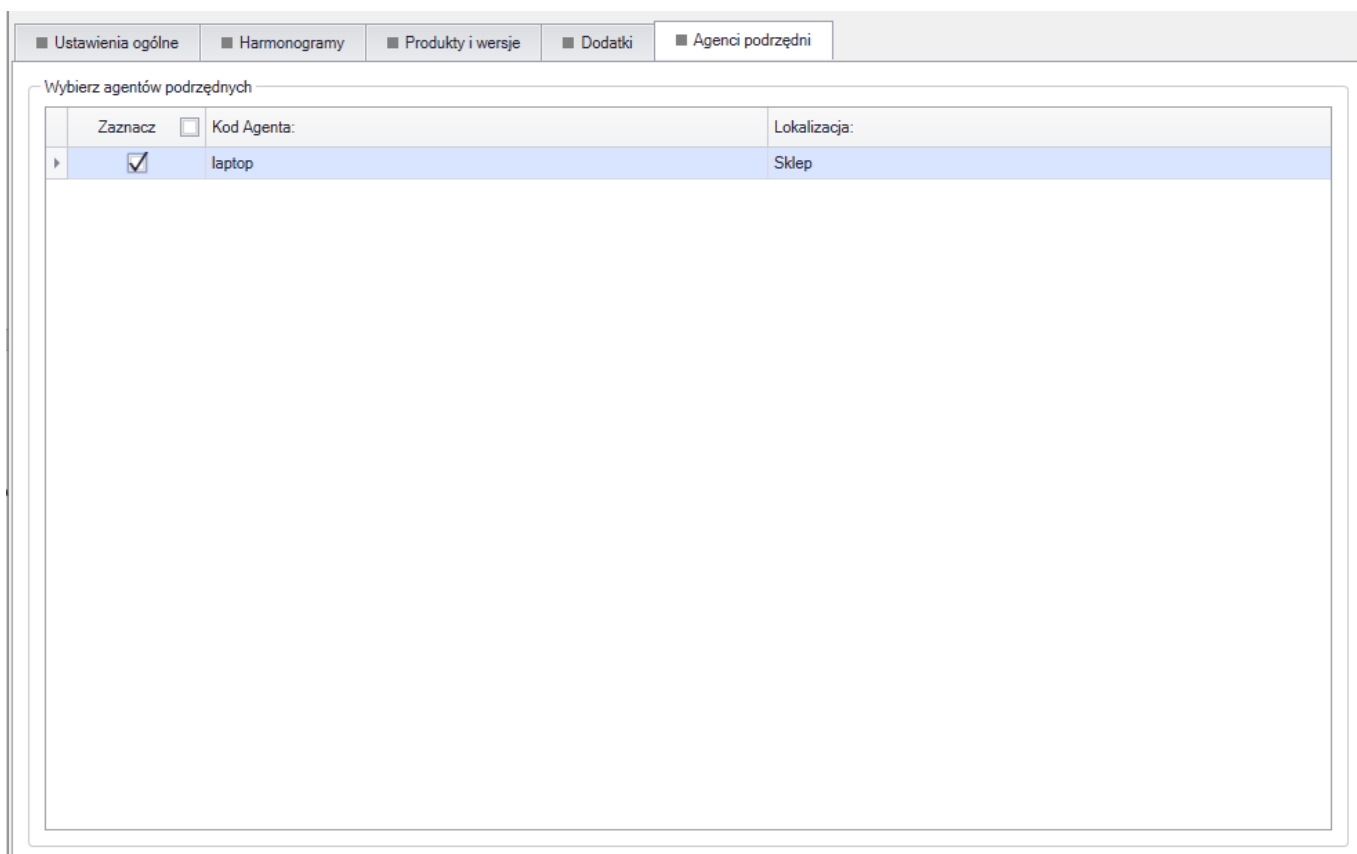 Ustawienia ogólne Harmonogramy Produkty i wersje Dodatki Agenci podrzędni
Wybierz agentów podrzędnych
Zaznacz Kod Agenta: Lokalizacja:
laptop Sklep